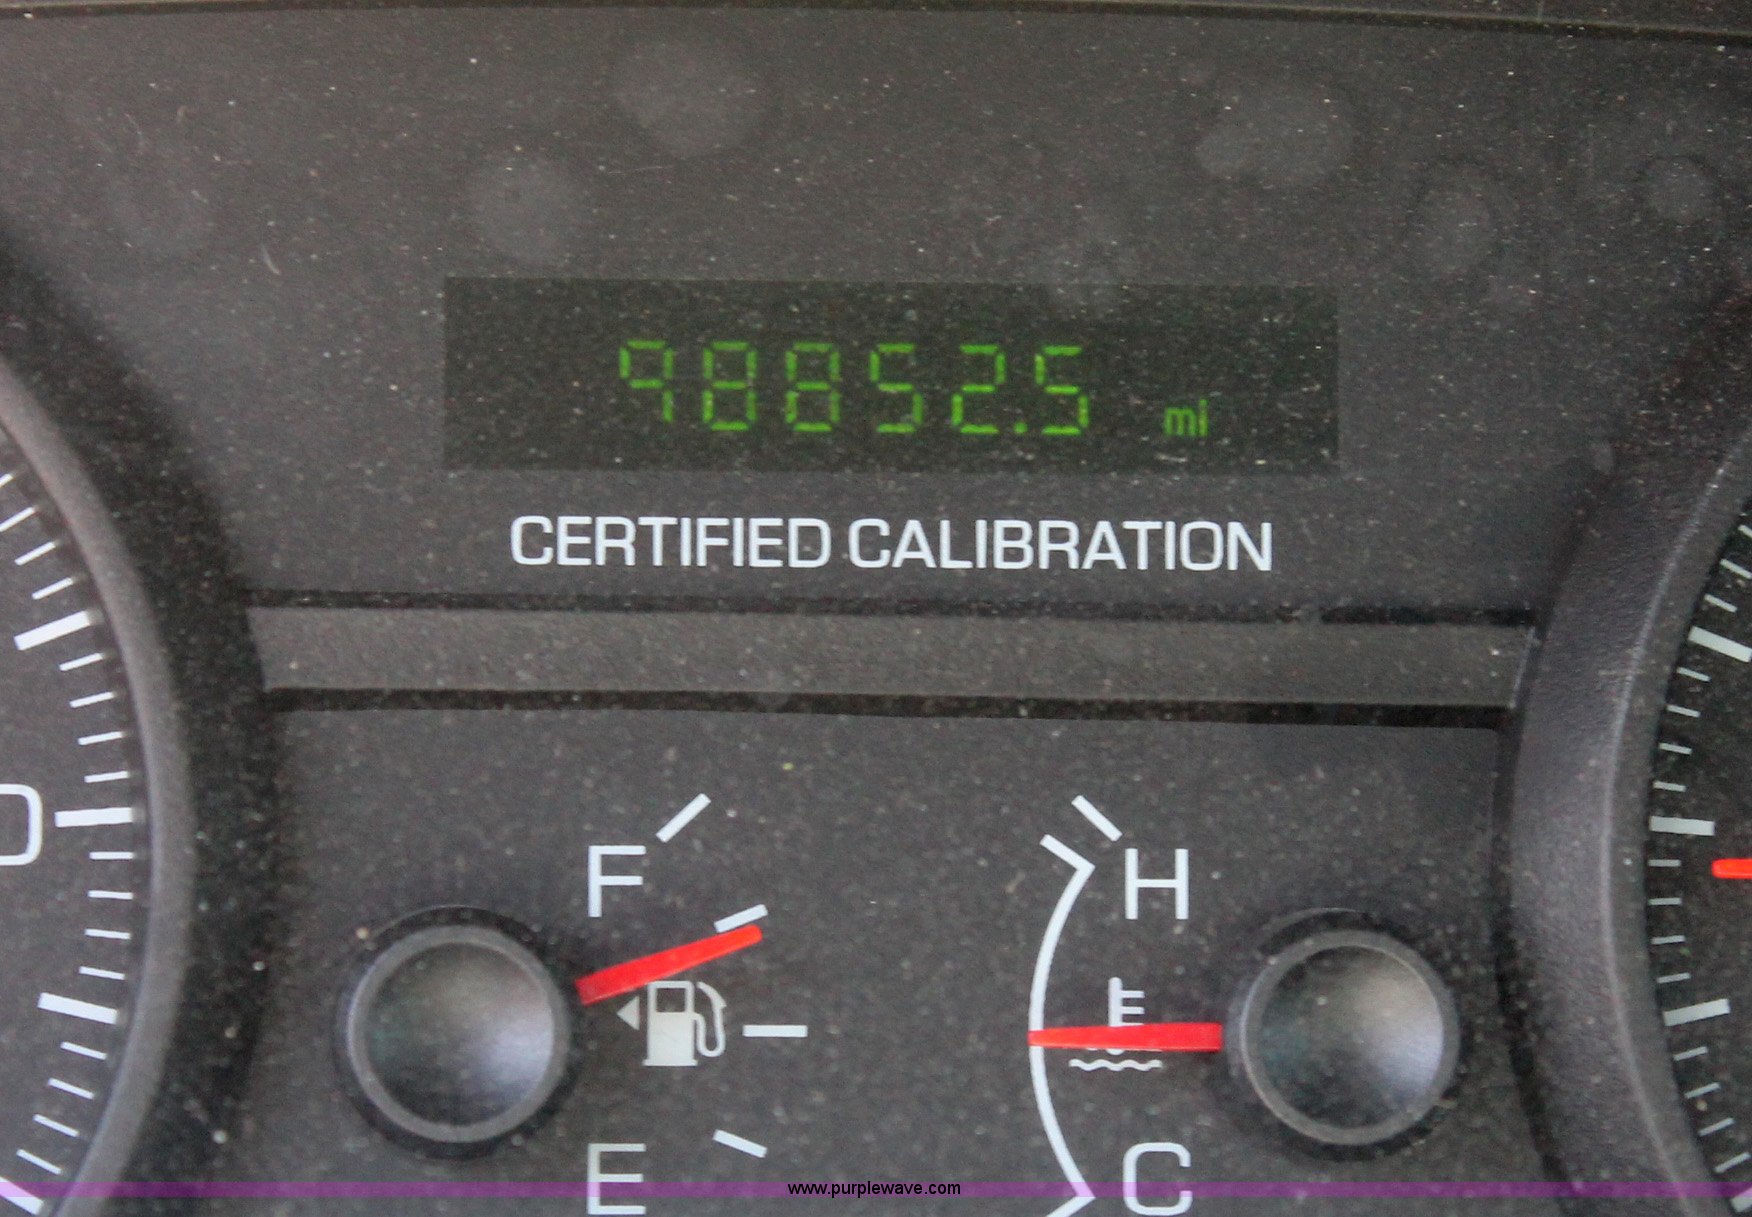 98852.5 mi
CERTIFIED CALIBRATION
F
H
E
C
www.purplewave.com